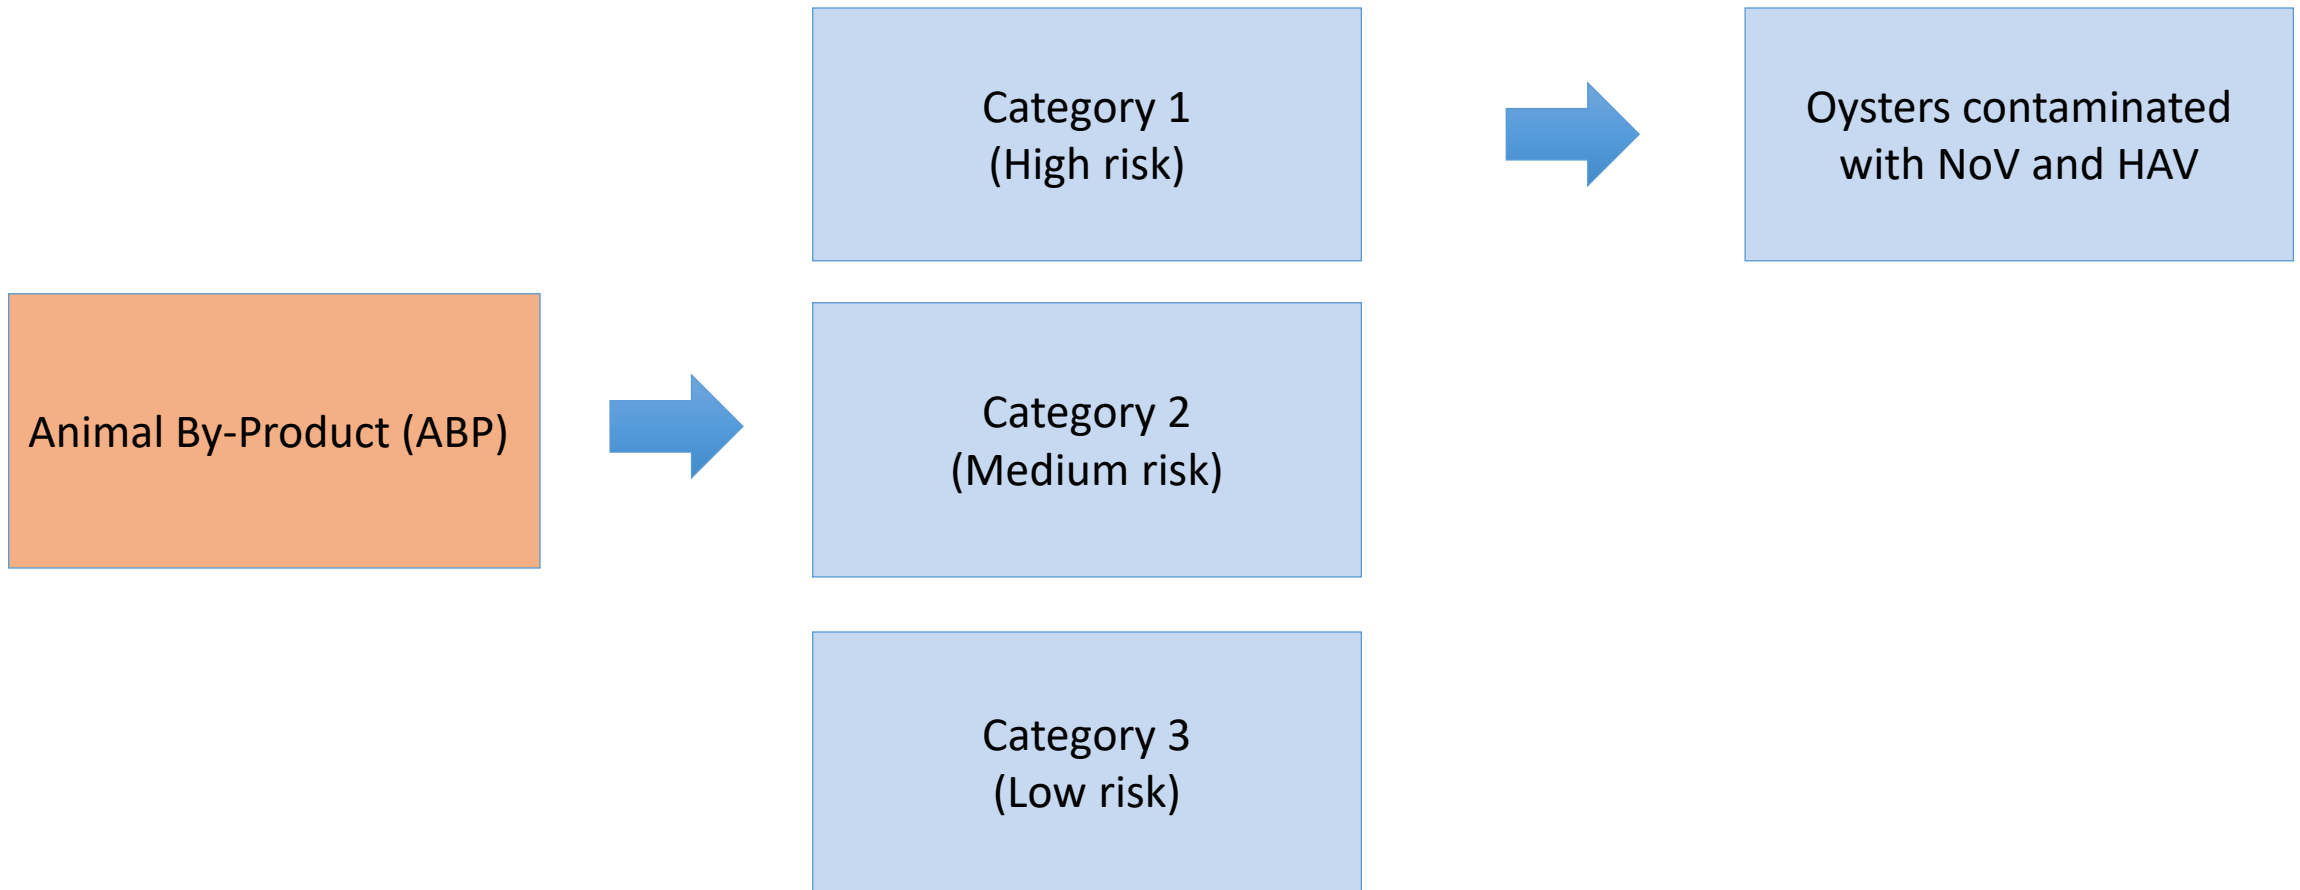 Category 1
(High risk)
Oysters contaminated
with NoV and HAV
Animal By-Product (ABP)
Category 2
(Medium risk)
Category 3
(Low risk)